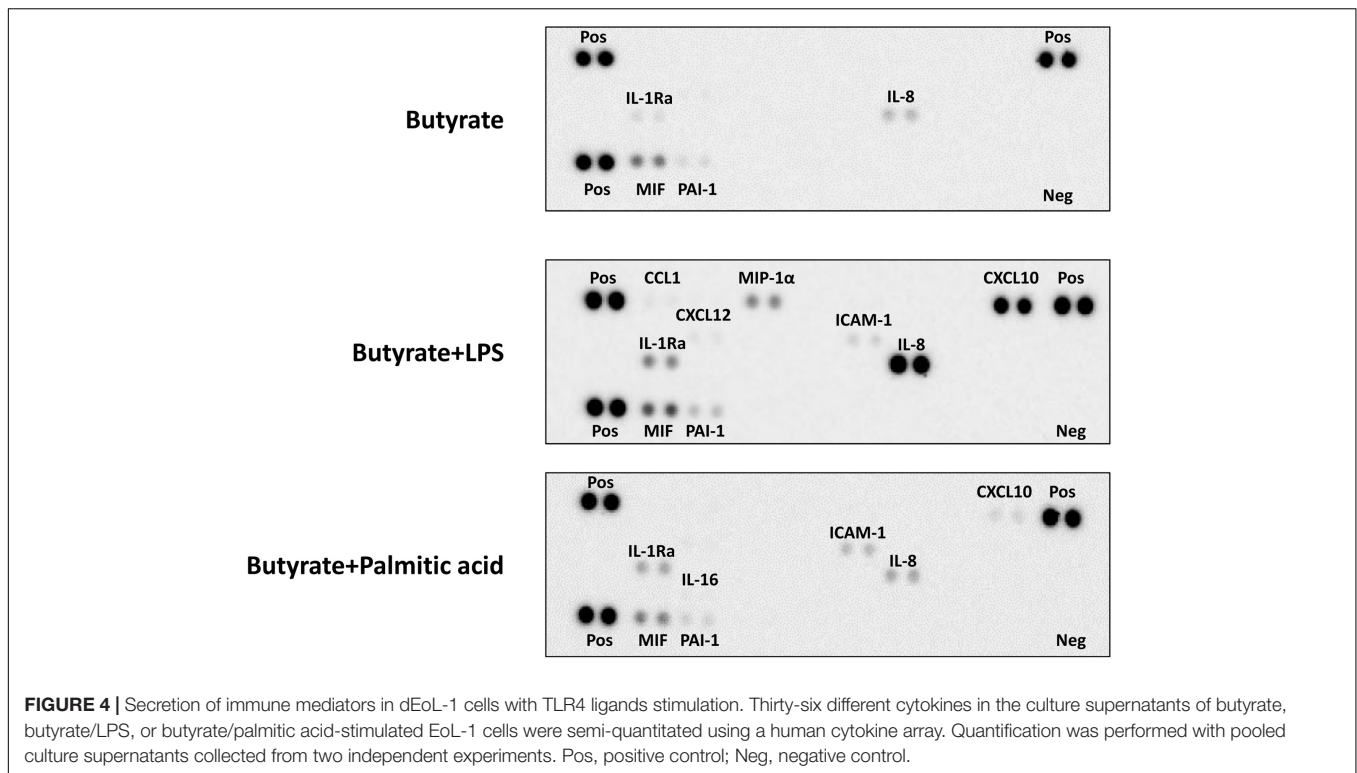 Pos
Pos
IL-1Ra
IL-8
Butyrate
Pos
MIF
PAI-1
Neg
Pos
CCL1
MIP-1α
CXCL10
Pos
CXCL12
ICAM-1
IL-1Ra
IL-8
Butyrate+LPS
Pos
MIF
PAI-1
Neg
Pos
CXCL10
Pos
ICAM-1
IL-1Ra
IL-8
Butyrate+Palmitic acid
IL-16
Pos
MIF
PAI-1
Neg
FIGURE 4 | Secretion of immune mediators in dEoL-1 cells with TLR4 ligands stimulation. Thirty-six different cytokines in the culture supernatants of butyrate,
butyrate/LPS, or butyrate/palmitic acid-stimulated EoL-1 cells were semi-quantitated using a human cytokine array. Quantification was performed with pooled
culture supernatants collected from two independent experiments. Pos, positive control; Neg, negative control.